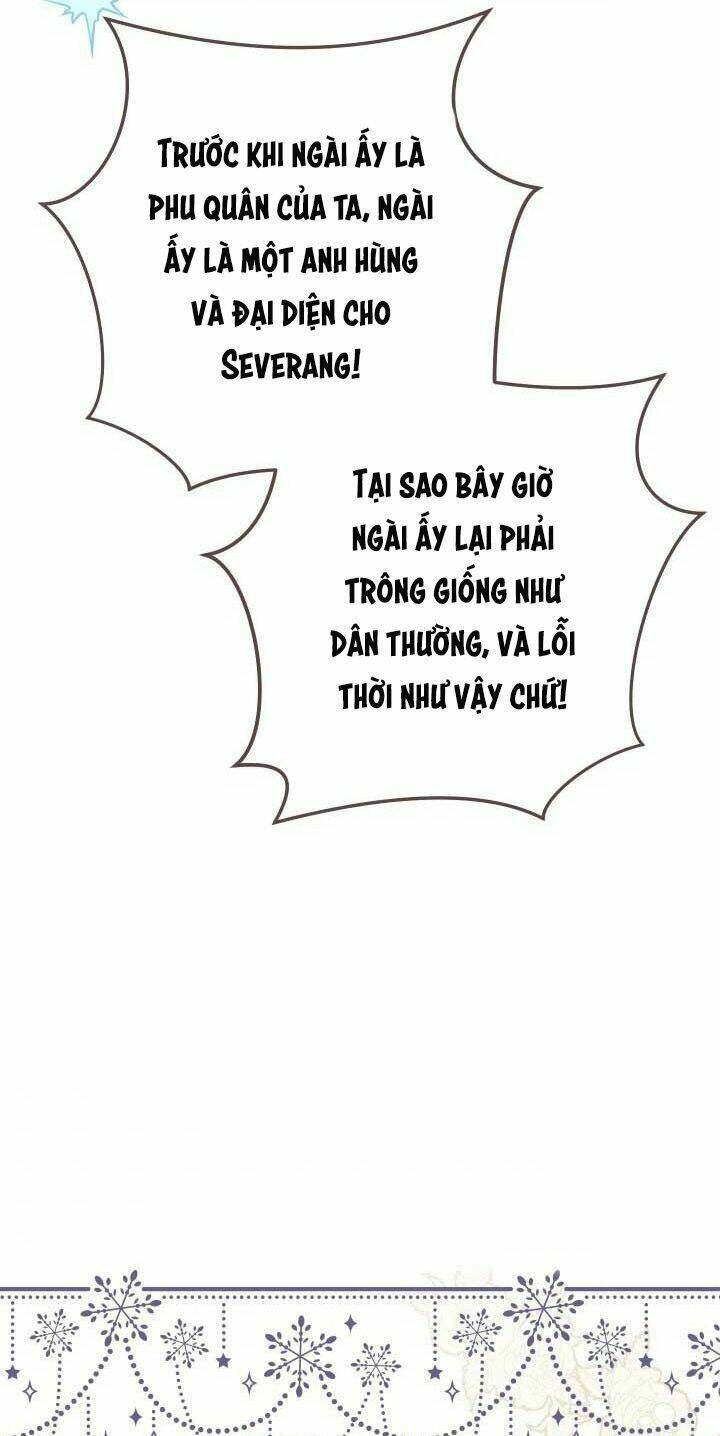 TRƯỚC KHI NGÀI ẤY LÀ
PHU QUÂN CỦA TA, NGÀI
ẤY LÀ MỘT ANH HÙNG
VÀ ĐẠI DIỆN CHO
SEVERANG!
TẠI SAO BÂY GIỜ
NGÀI ẤY LẠI PHẢI
TRÔNG GIỐNG NHƯ
DÂN THƯỜNG, VÀ LỖI
THỜI NHƯ VẬY CHỨ!